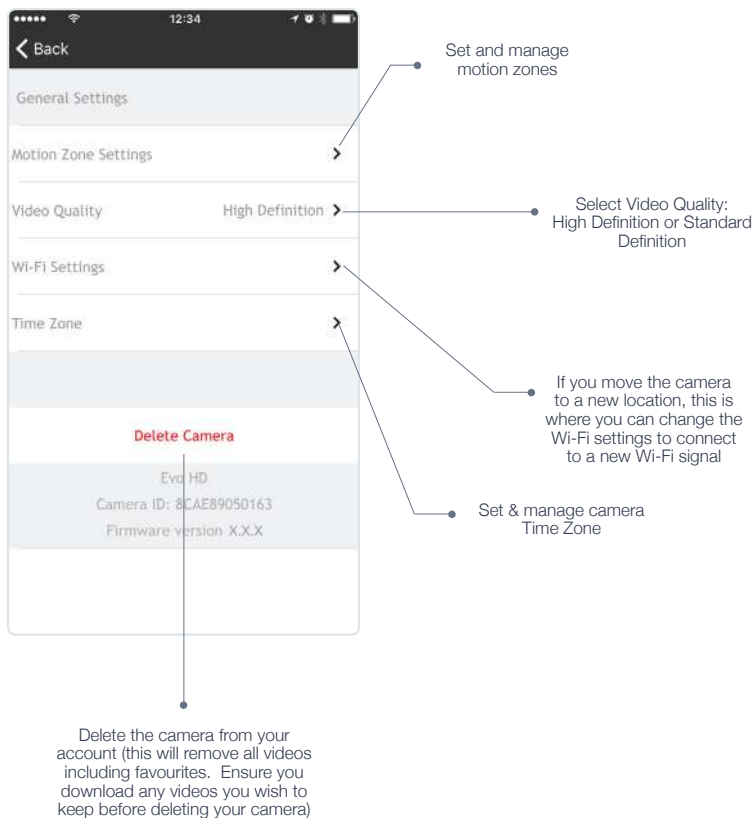 12:34
Back
General Settings
Motion Zone Settings
Video Quality High Definition
Wi-Fi Settings
Time Zone
Delete Camera
Evo HD
Camera ID: 8CAE89050163
Firmware version X.X.X
Set and manage
motion zones
Select Video Quality:
High Definition or Standard
Definition
If you move the camera
to a new location, this is
where you can change the
Wi-Fi settings to connect
to a new Wi-Fi signal
Set & manage camera
Time Zone
Delete the camera from your
account (this will remove all videos
including favourites. Ensure you
download any videos you wish to
keep before deleting your camera)